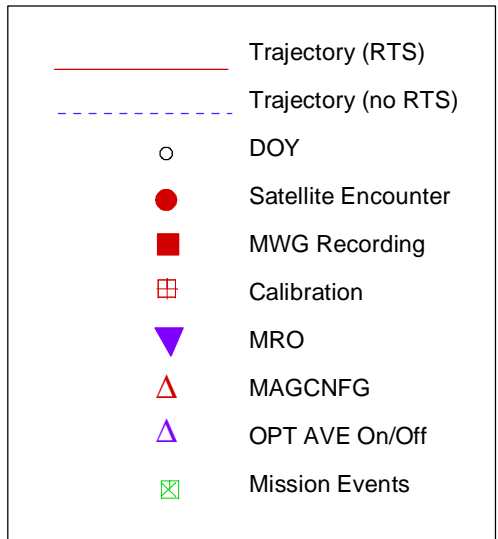 Trajectory (RTS)
Trajectory (no RTS)
DOY
Satellite Encounter
MWG Recording
Calibration
MRO
MAGCNFG
OPT AVE On/Off
Mission Events